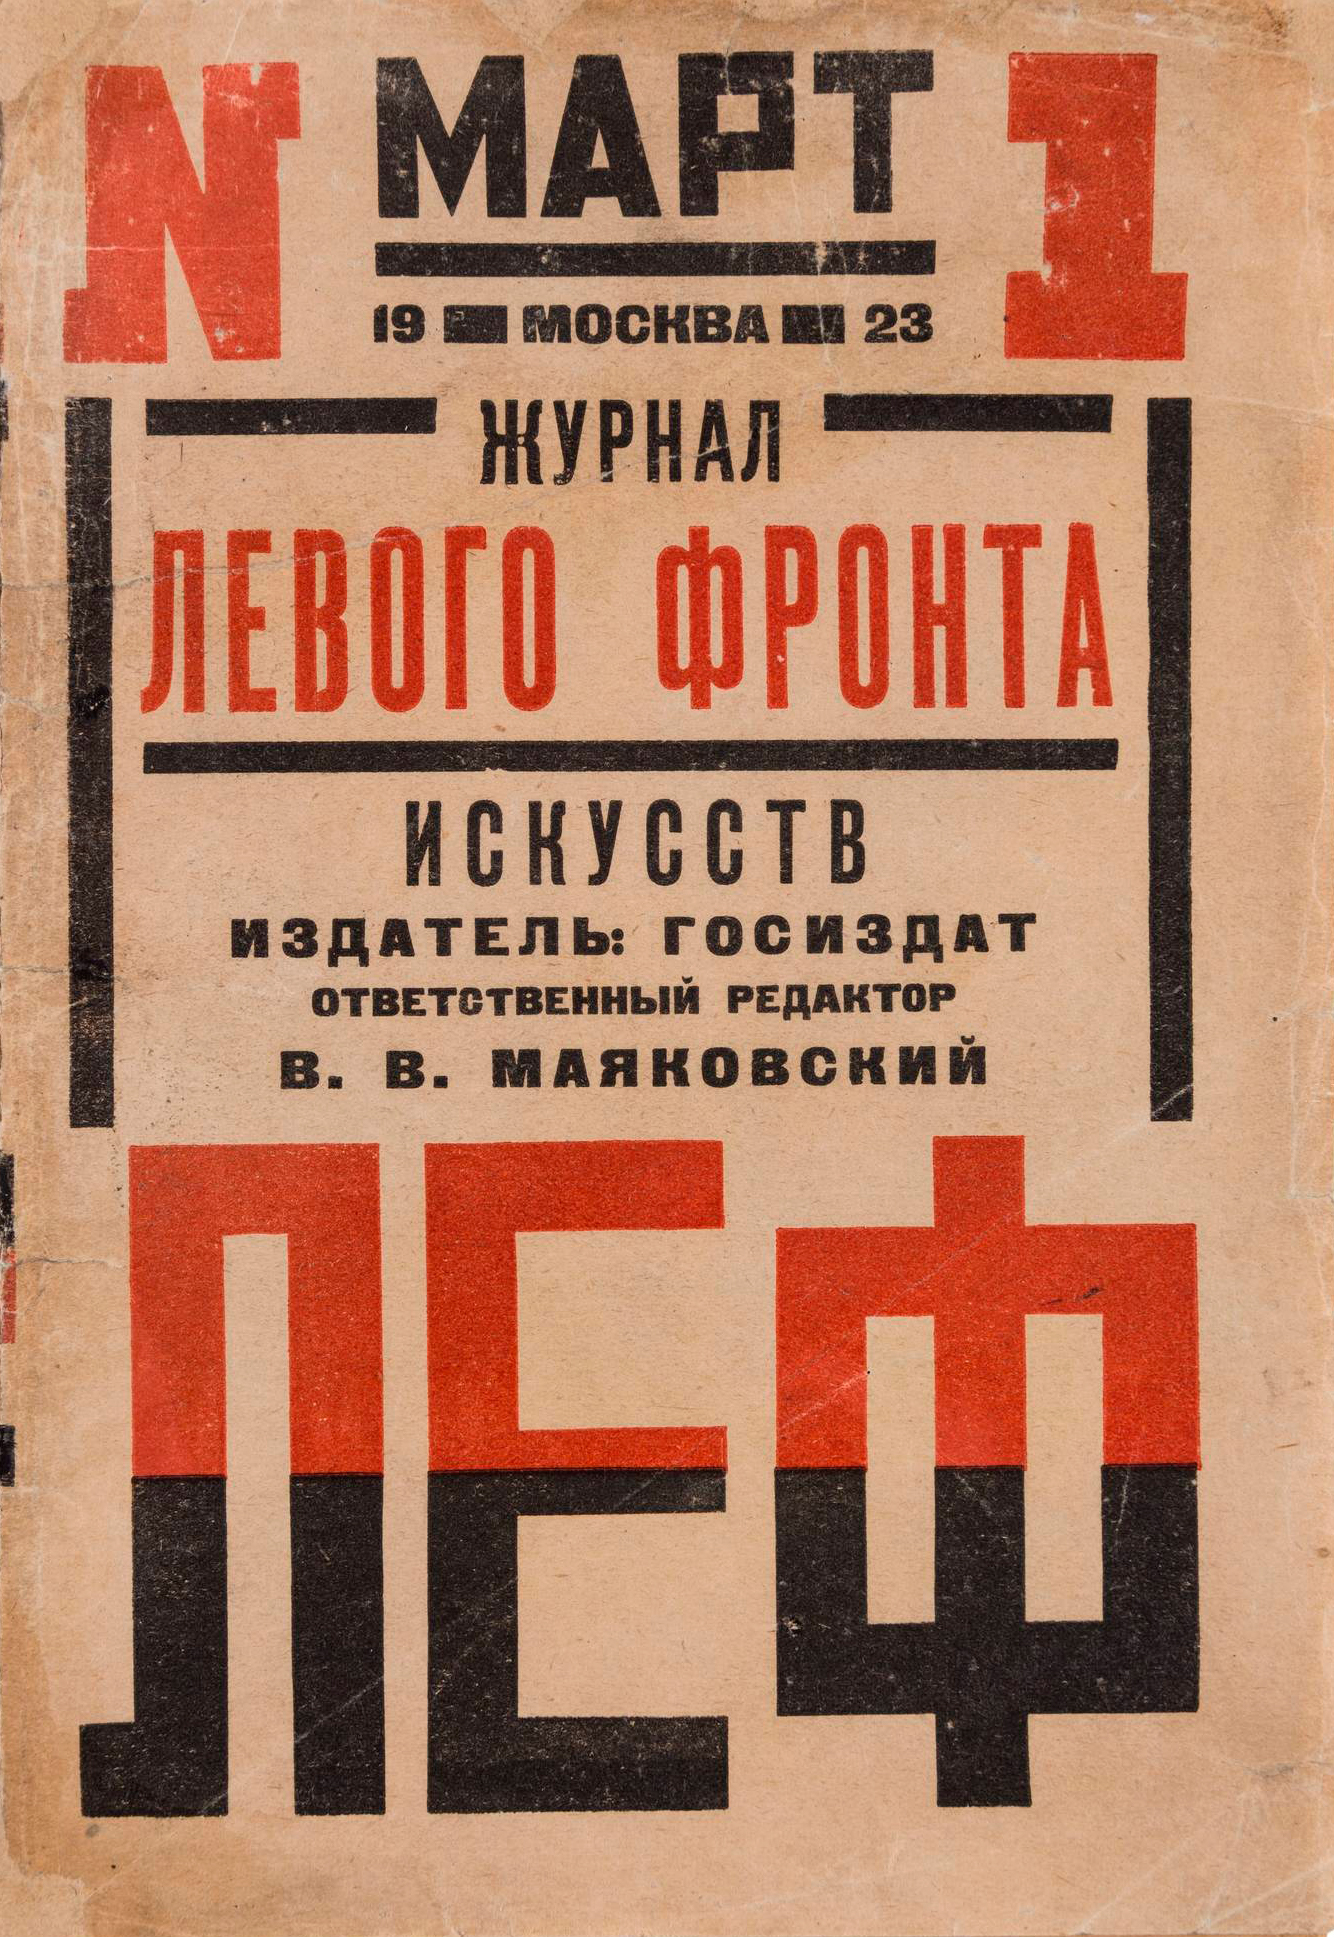 N МАРТ 1
19 МОСКВА 23
ЖУРНАЛ
ЛЕВОГО ФРОНТА
ИСКУССТВ
ИЗДАТЕЛЬ: ГОСИЗДАТ
ОТВЕТСТВЕННЫЙ РЕДАКТОР
В. В. МАЯКОВСКИЙ
ЛЕФ